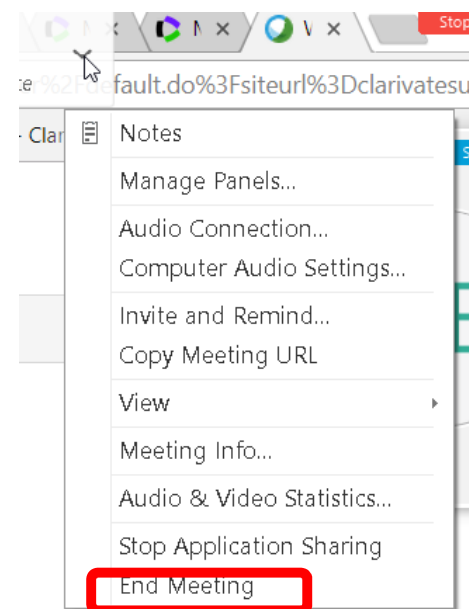 Stop
fault.do%3Fsiteurl%3Dclarivatesu
- Clar
Notes
Manage Panels...
Audio Connection...
Computer Audio Settings...
Invite and Remind...
Copy Meeting URL
View
Meeting Info...
Audio & Video Statistics...
Stop Application Sharing
End Meeting